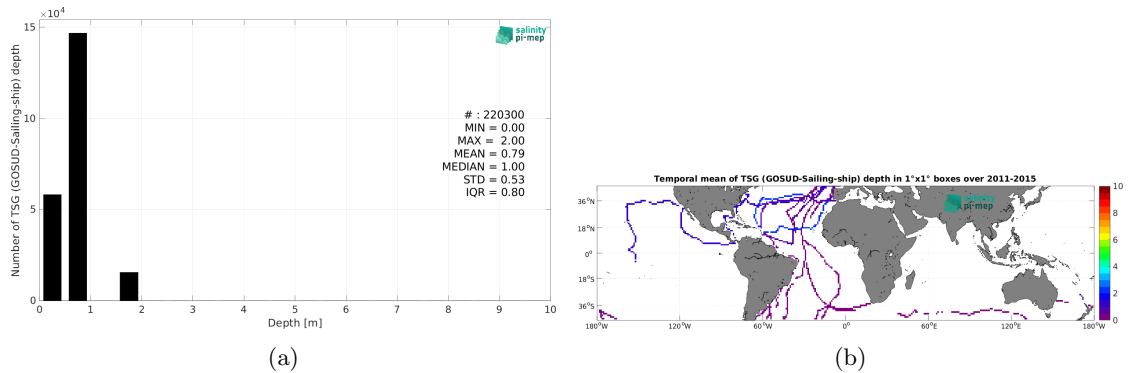 ×10⁴
15
10
5
0
Number of TSG (GOSUD-Sailing-ship) depth
salinity
pi-mep
# : 220300
MIN = 0.00
MAX = 2.00
MEAN = 0.79
MEDIAN = 1.00
STD = 0.53
IQR = 0.80
0 1 2 3 4 5 6 7 8 9 10
Depth [m]
(a)
Temporal mean of TSG (GOSUD-Sailing-ship) depth in 1°x1° boxes over 2011-2015
salinity
pi-mep
36°N
18°N
0°
18°S
36°S
180°W 120°W 60°W 0° 60°E 120°E 180°W
10
8
6
4
2
0
(b)